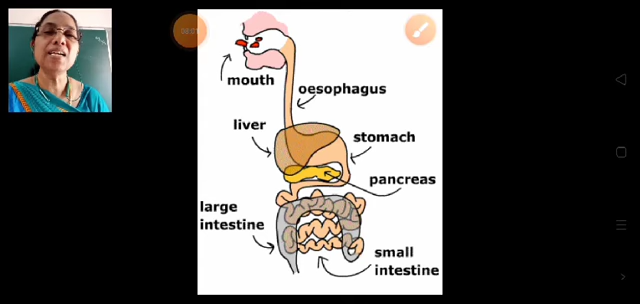 mouth
oesophagus
liver
stomach
pancreas
large
intestine
small
intestine